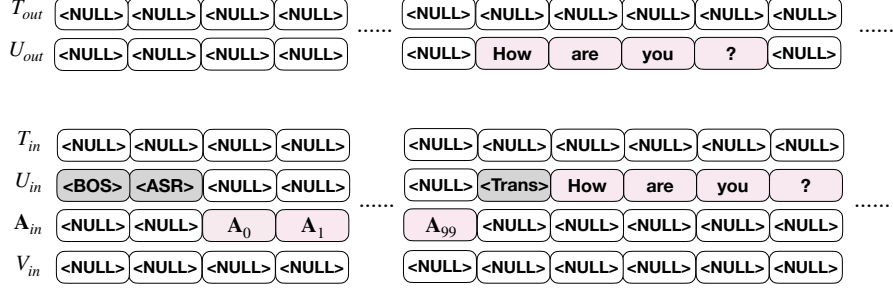 T_out <NULL> <NULL> <NULL> <NULL> ...... <NULL> <NULL> <NULL> <NULL> <NULL> <NULL> ......
U_out <NULL> <NULL> <NULL> <NULL> <NULL> How are you ? <NULL>
T_in <NULL> <NULL> <NULL> <NULL> <NULL> <NULL> <NULL> <NULL> <NULL> <NULL>
U_in <BOS> <ASR> <NULL> <NULL> ...... <NULL> <Trans> How are you ? ......
A_in <NULL> <NULL> A_0 A_1 A_99 <NULL> <NULL> <NULL> <NULL> <NULL>
V_in <NULL> <NULL> <NULL> <NULL> <NULL> <NULL> <NULL> <NULL> <NULL> <NULL>